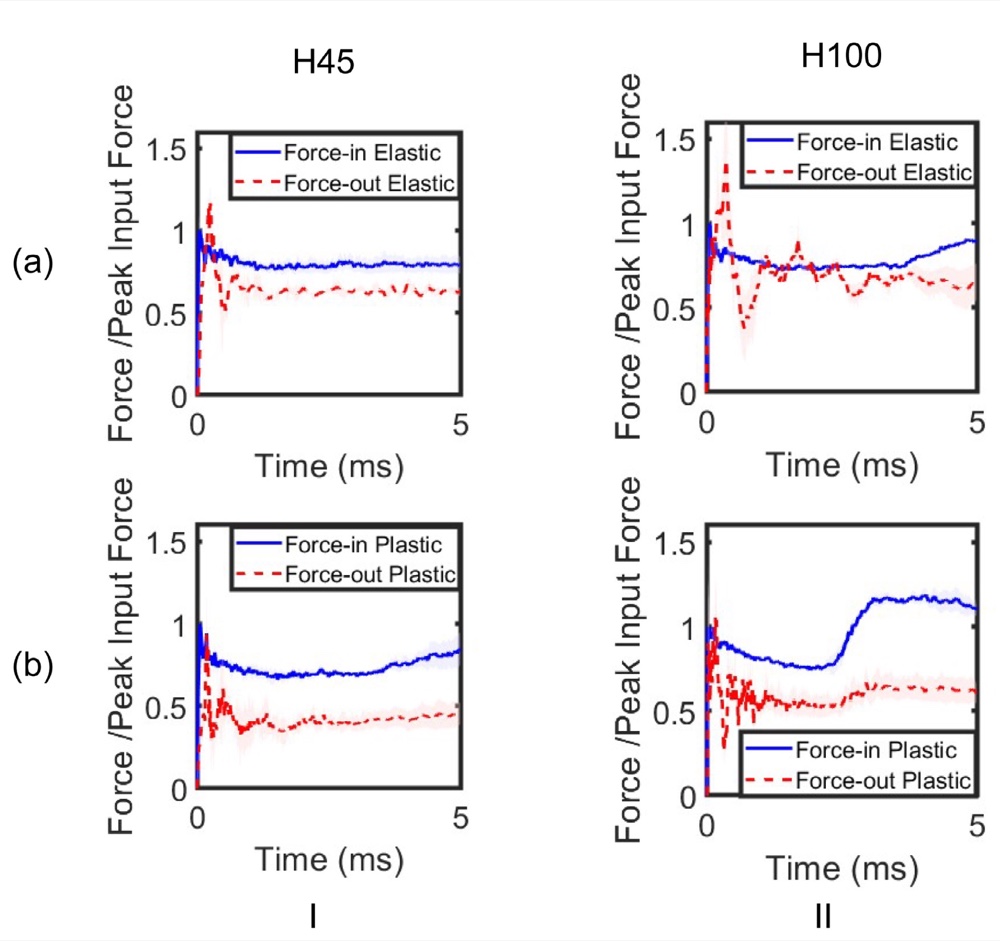 H45
H100
(a)
Force /Peak Input Force
1.5
1
0.5
0
Force-in Elastic
Force-out Elastic
0
5
Time (ms)
Force /Peak Input Force
1.5
1
0.5
0
Force-in Elastic
Force-out Elastic
0
5
Time (ms)
(b)
Force /Peak Input Force
1.5
1
0.5
0
Force-in Plastic
Force-out Plastic
0
5
Time (ms)
Force /Peak Input Force
1.5
1
0.5
0
Force-in Plastic
Force-out Plastic
0
5
Time (ms)
I
II